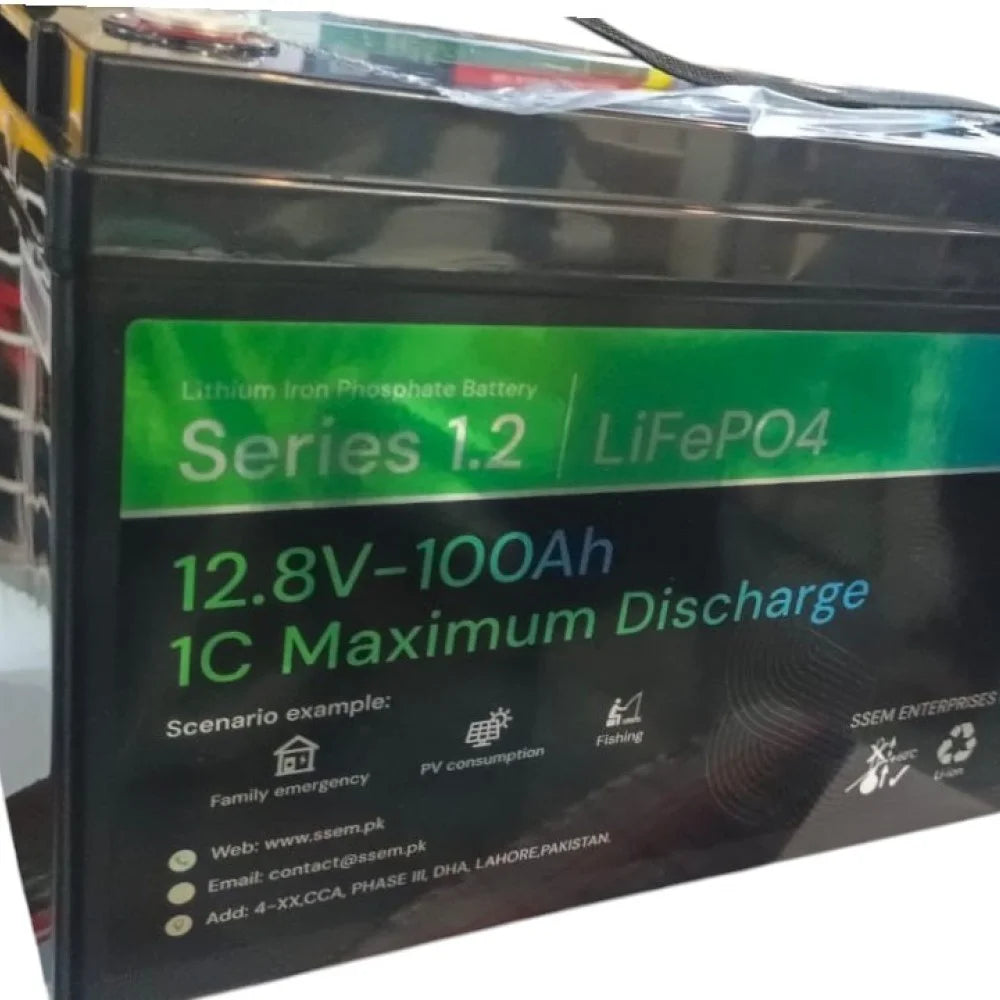 Lithium Iron Phosphate Battery
Series 1.2
LiFePO4
12.8V-100Ah
1C Maximum Discharge
Scenario example:
Family emergency
PV consumption
Fishing
SSEM ENTERPRISES
Li-ion
Web: www.ssem.pk
Email: contact@ssem.pk
Add: 4-XX,CCA, PHASE III, DHA, LAHORE,PAKISTAN.